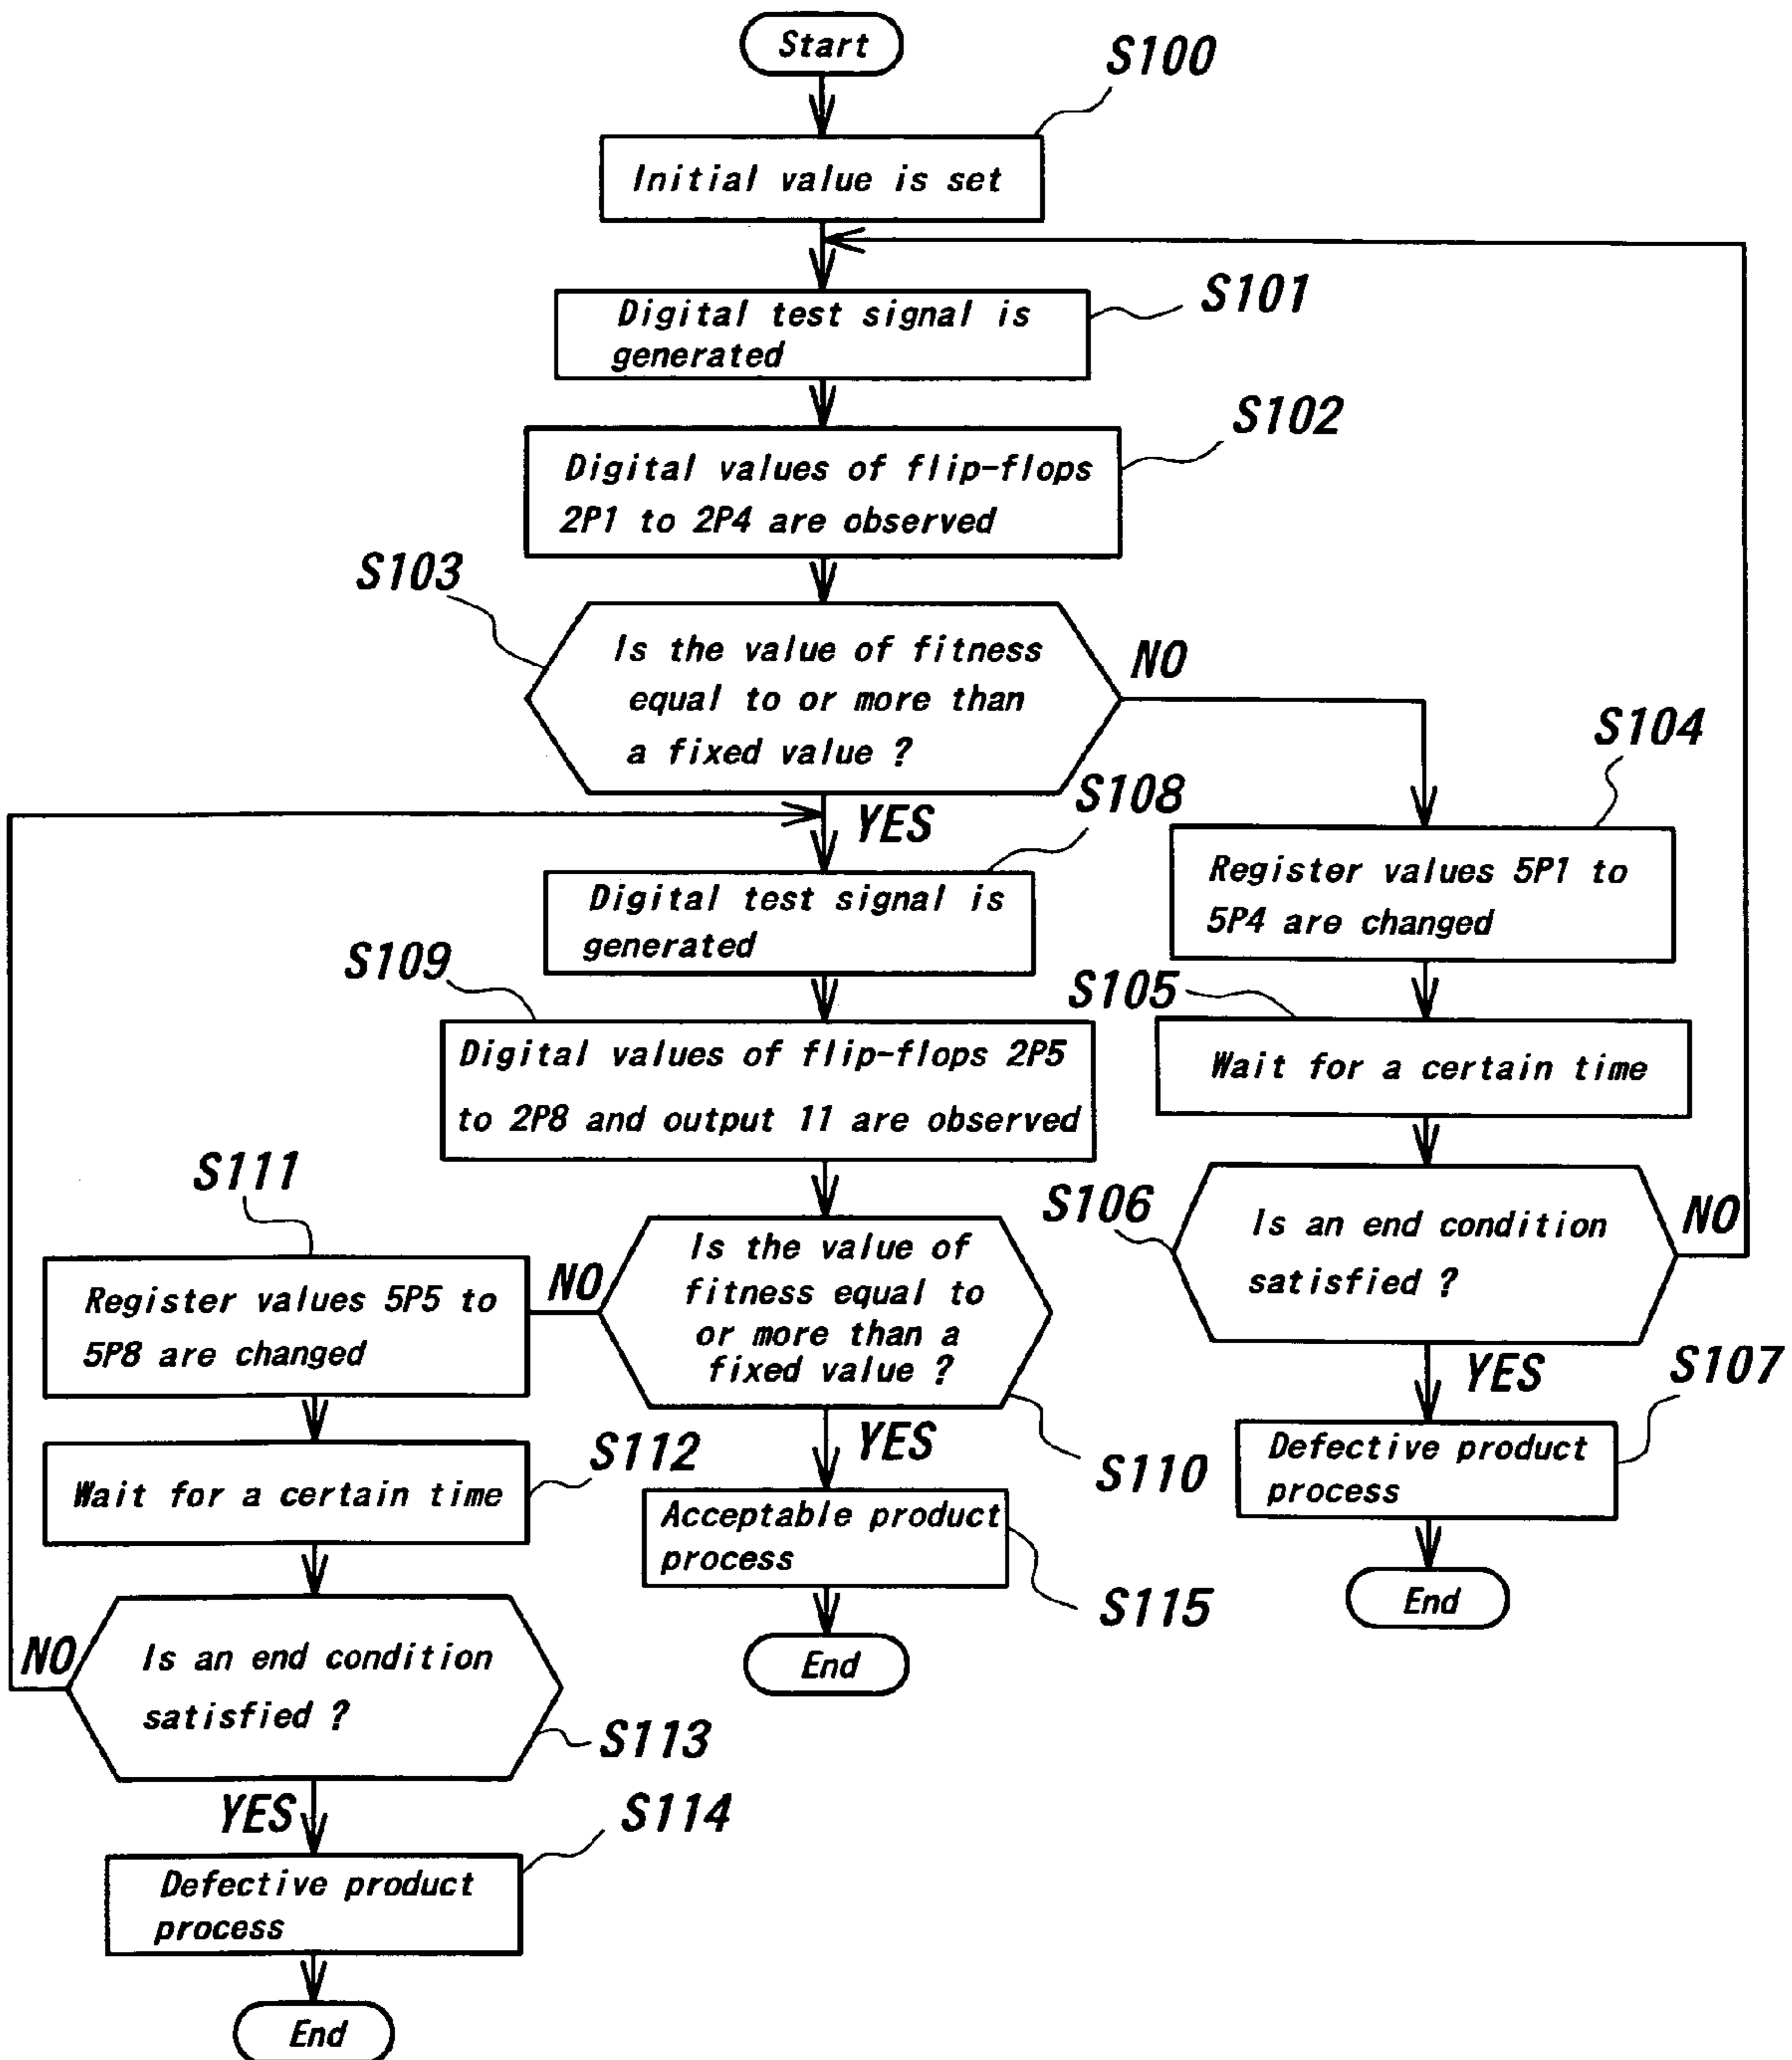 Start
S100
Initial value is set
S101
Digital test signal is
generated
S102
Digital values of flip-flops
2P1 to 2P4 are observed
S103
Is the value of fitness
equal to or more than
a fixed value ?
NO
YES
S104
Register values 5P1 to
5P4 are changed
S105
Wait for a certain time
S106
Is an end condition
satisfied ?
NO
YES
S107
Defective product
process
End
S108
Digital test signal is
generated
S109
Digital values of flip-flops 2P5
to 2P8 and output 11 are observed
S110
Is the value of
fitness equal to
or more than a
fixed value ?
NO
YES
S111
Register values 5P5 to
5P8 are changed
S112
Wait for a certain time
S113
Is an end condition
satisfied ?
NO
YES
S114
Defective product
process
End
S115
Acceptable product
process
End